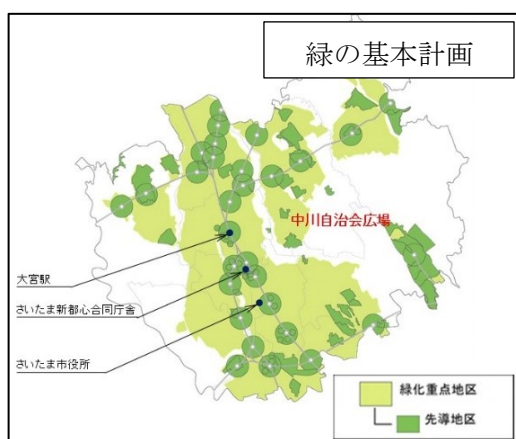 緑の基本計画
中川自治会広場
大宮駅
さいたま新都心合同庁舎
さいたま市役所
緑化重点地区
先導地区